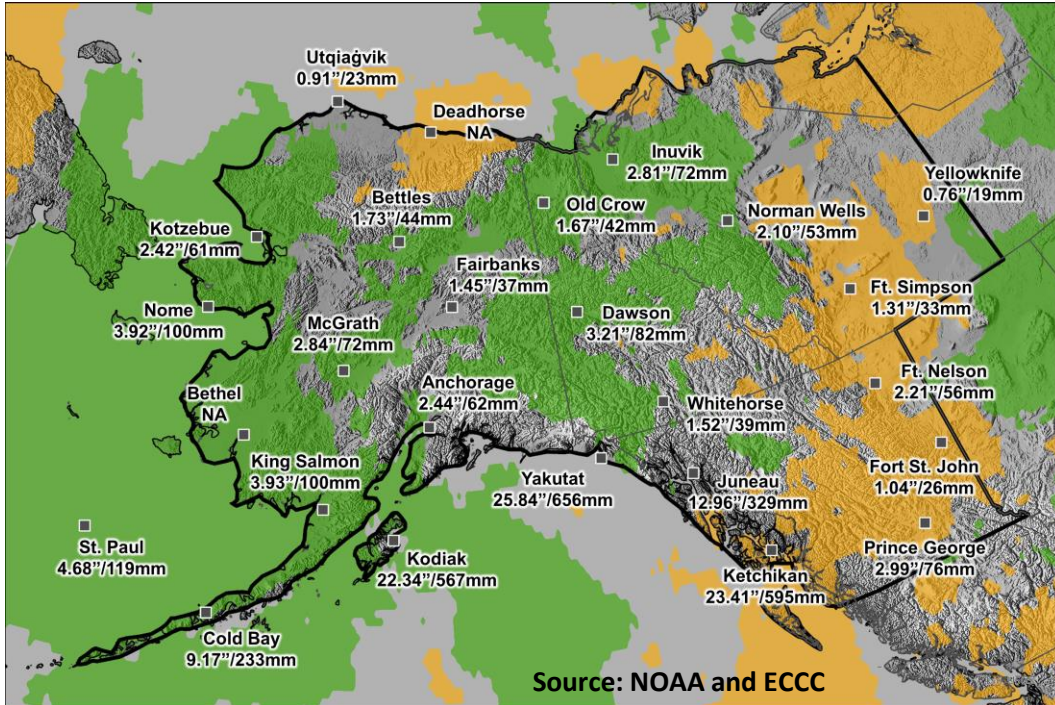 Utqiaġvik
0.91”/23mm
Deadhorse
NA
Inuvik
2.81”/72mm
Yellowknife
0.76”/19mm
Bettles
1.73”/44mm
Old Crow
1.67”/42mm
Norman Wells
2.10”/53mm
Kotzebue
2.42”/61mm
Fairbanks
1.45”/37mm
Ft. Simpson
1.31”/33mm
Nome
3.92”/100mm
McGrath
2.84”/72mm
Dawson
3.21”/82mm
Ft. Nelson
2.21”/56mm
Bethel
NA
Anchorage
2.44”/62mm
Whitehorse
1.52”/39mm
King Salmon
3.93”/100mm
Yakutat
25.84”/656mm
Juneau
12.96”/329mm
Fort St. John
1.04”/26mm
St. Paul
4.68”/119mm
Kodiak
22.34”/567mm
Ketchikan
23.41”/595mm
Prince George
2.99”/76mm
Cold Bay
9.17”/233mm
Source: NOAA and ECCC